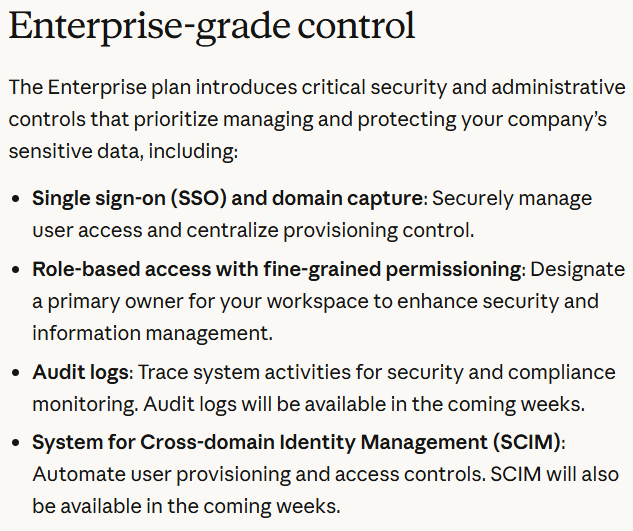 Enterprise-grade control
The Enterprise plan introduces critical security and administrative
controls that prioritize managing and protecting your company’s
sensitive data, including:
• Single sign-on (SSO) and domain capture: Securely manage
user access and centralize provisioning control.
• Role-based access with fine-grained permissioning: Designate
a primary owner for your workspace to enhance security and
information management.
• Audit logs: Trace system activities for security and compliance
monitoring. Audit logs will be available in the coming weeks.
• System for Cross-domain Identity Management (SCIM):
Automate user provisioning and access controls. SCIM will also
be available in the coming weeks.